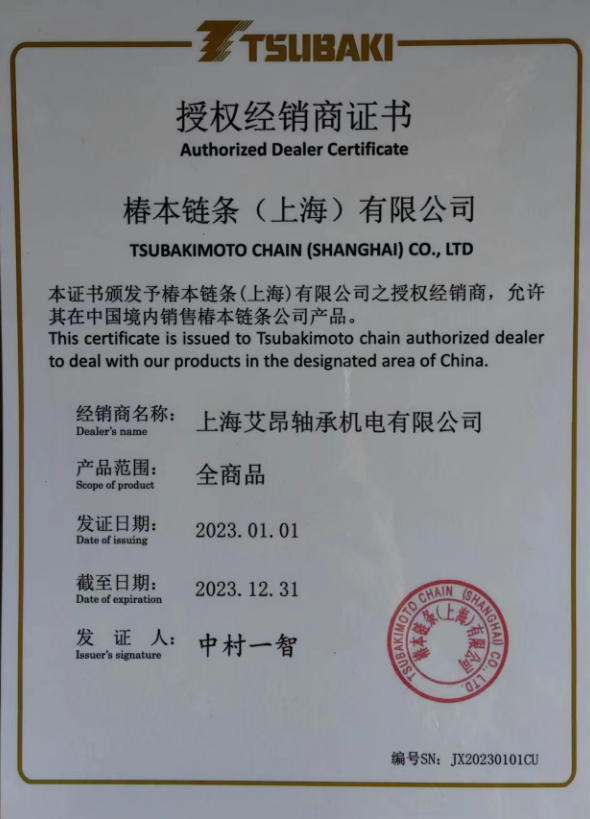 TSUBAKI
授权经销商证书
Authorized Dealer Certificate
椿本链条（上海）有限公司
TSUBAKIMOTO CHAIN (SHANGHAI) CO., LTD
本证书颁发予椿本链条(上海)有限公司之授权经销商，允许
其在中国境内销售椿本链条公司产品。
This certificate is issued to Tsubakimoto chain authorized dealer
to deal with our products in the designated area of China.
经销商名称： 上海艾昂轴承机电有限公司
Dealer's name
产品范围： 全商品
Scope of product
发证日期： 2023.01.01
Date of issuing
截至日期： 2023.12.31
Date of expiration
发 证 人： 中村一智
Issuer's signature
TSUBAKIMOTO CHAIN (SHANGHAI) CO., LTD.
椿本链条(上海)有限公司
编号SN: JX20230101CU